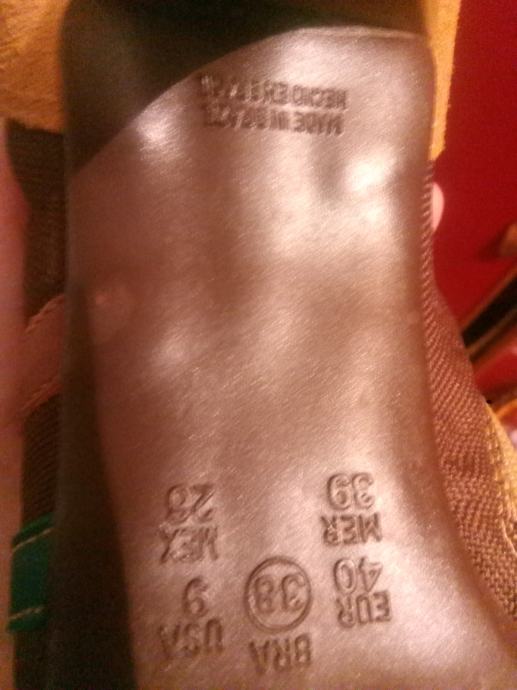 BRA
USA EUR
9 38 40
MEX MER
39
HECHO EN BRASIL
MADE IN BRAZIL